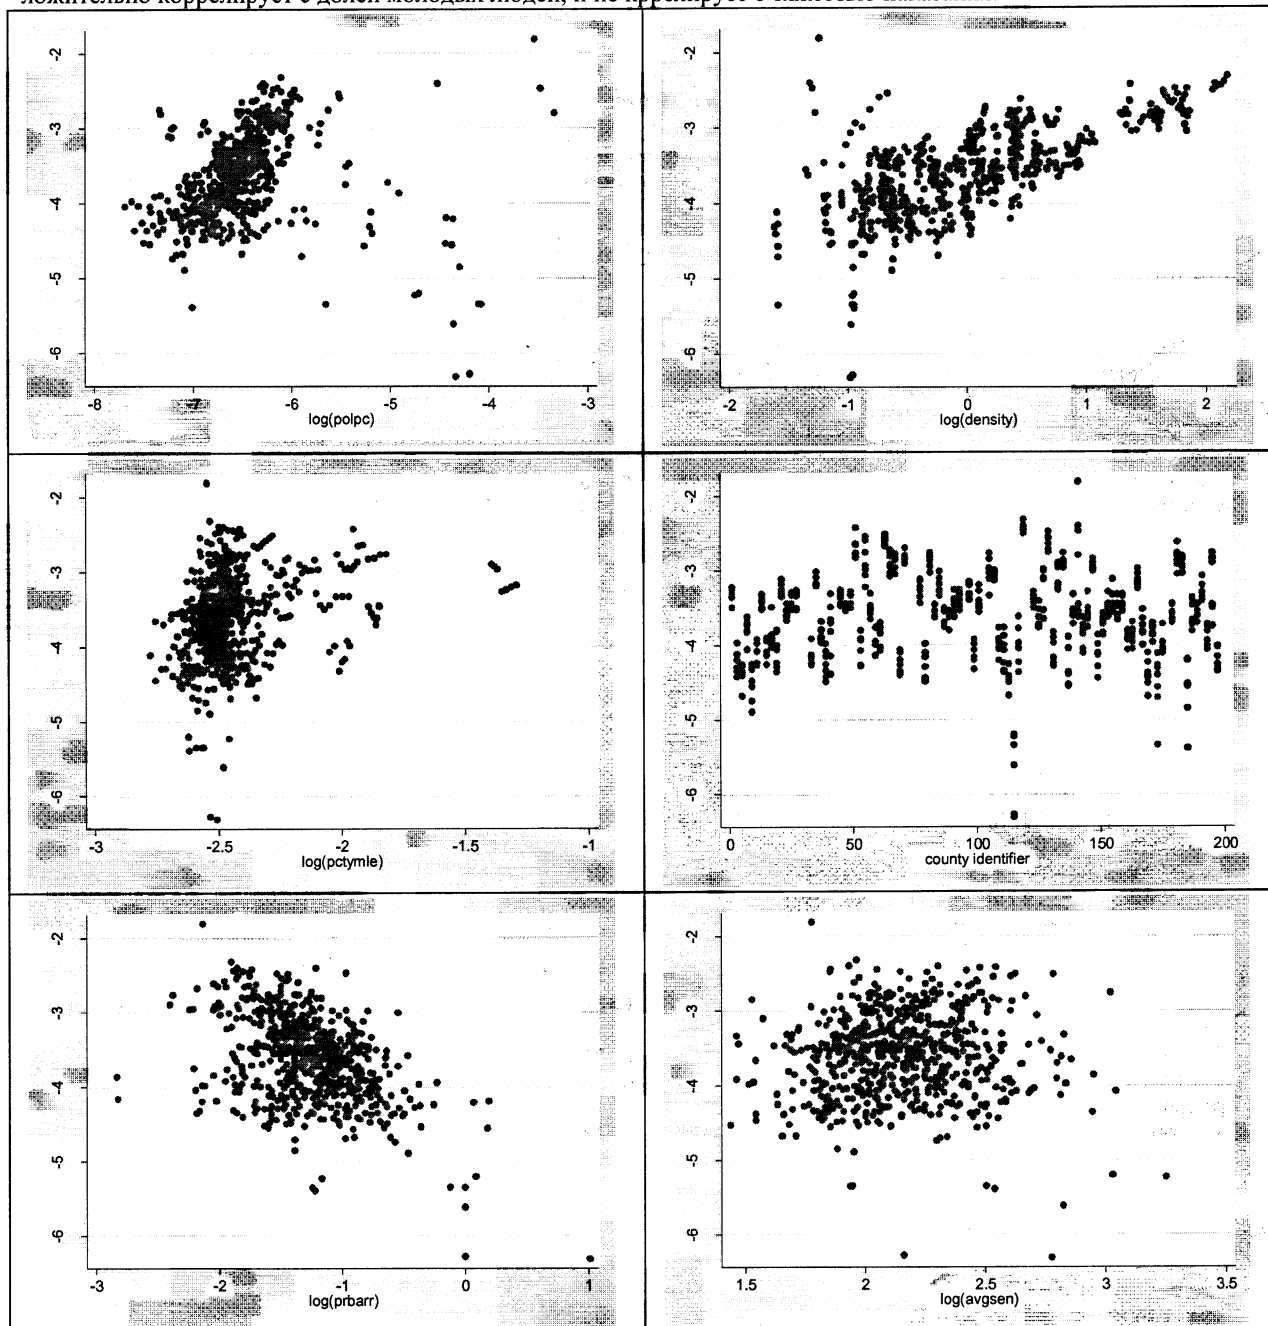 ложительно коррелирует с долей молодых людей, и не
-2
-3
-4
-5
-6
-8 -7 -6 -5 -4 -3
log(polpc)
-2
-3
-4
-5
-6
-2 -1 0 1 2
log(density)
-2
-3
-4
-5
-6
-3 -2.5 -2 -1.5 -1
log(pctymle)
-2
-3
-4
-5
-6
0 50 100 150 200
county identifier
-2
-3
-4
-5
-6
-3 -2 -1 0 1
log(prbarr)
-2
-3
-4
-5
-6
1.5 2 2.5 3 3.5
log(avgsen)